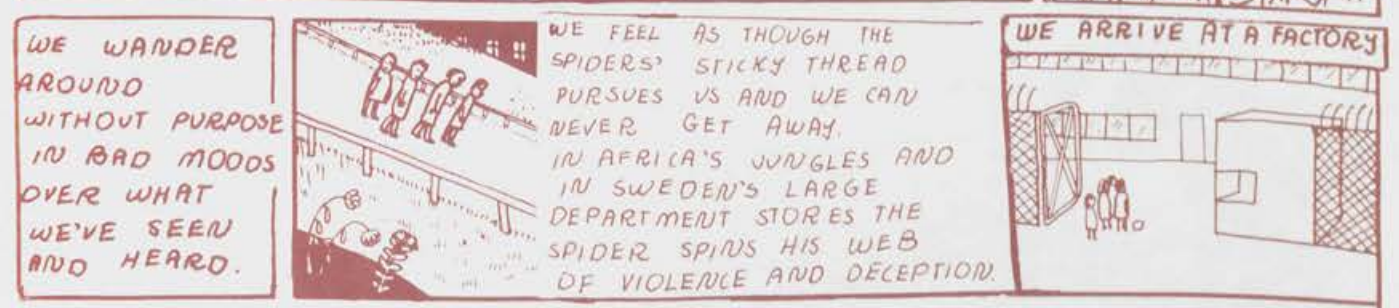 WE WANDER
AROUND
WITHOUT PURPOSE
IN BAD MOODS
OVER WHAT
WE'VE SEEN
AND HEARD.
WE FEEL AS THOUGH THE
SPIDERS' STICKY THREAD
PURSUES US AND WE CAN
NEVER GET AWAY.
IN AFRICA'S JUNGLES AND
IN SWEDEN'S LARGE
DEPARTMENT STORES THE
SPIDER SPINS HIS WEB
OF VIOLENCE AND DECEPTION.
WE ARRIVE AT A FACTORY